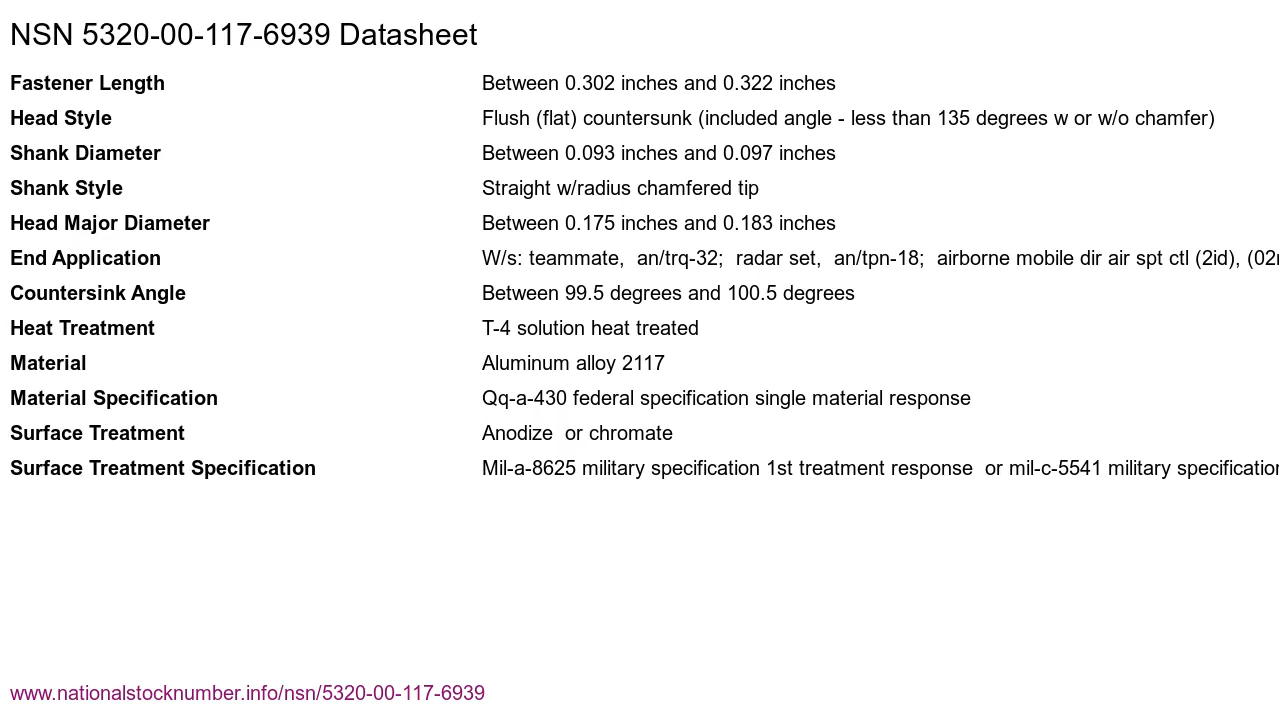 NSN 5320-00-117-6939 Datasheet
Fastener Length Between 0.302 inches and 0.322 inches
Head Style Flush (flat) countersunk (included angle - less than 135 degrees w or w/o chamfer)
Shank Diameter Between 0.093 inches and 0.097 inches
Shank Style Straight w/radius chamfered tip
Head Major Diameter Between 0.175 inches and 0.183 inches
End Application W/s: teammate, an/trq-32; radar set, an/tpn-18; airborne mobile dir air spt ctl (2id),
Countersink Angle Between 99.5 degrees and 100.5 degrees
Heat Treatment T-4 solution heat treated
Material Aluminum alloy 2117
Material Specification Qq-a-430 federal specification single material response
Surface Treatment Anodize or chromate
Surface Treatment Specification Mil-a-8625 military specification 1st treatment response or mil-c-5541 military specification
www.nationalstocknumber.info/nsn/5320-00-117-6939